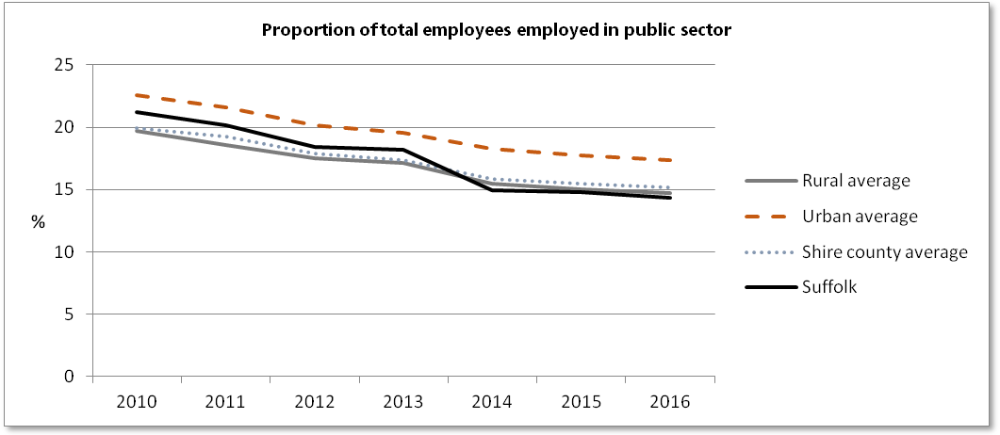 Proportion of total employees employed in public sector
25
20
15
10
5
0
%
2010 2011 2012 2013 2014 2015 2016
Rural average
Urban average
Shire county average
Suffolk